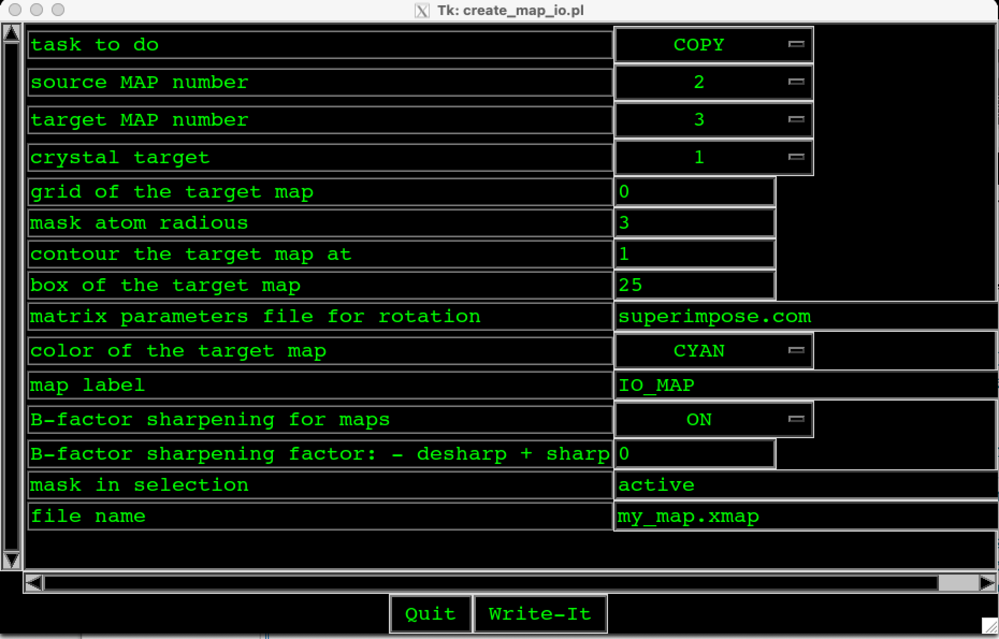 Tk: create_map_io.pl
task to do COPY
source MAP number 2
target MAP number 3
crystal target 1
grid of the target map 0
mask atom radious 3
contour the target map at 1
box of the target map 25
matrix parameters file for rotation superimpose.com
color of the target map CYAN
map label IO_MAP
B-factor sharpening for maps ON
B-factor sharpening factor: - desharp + sharp 0
mask in selection active
file name my_map.xmap
Quit Write-It